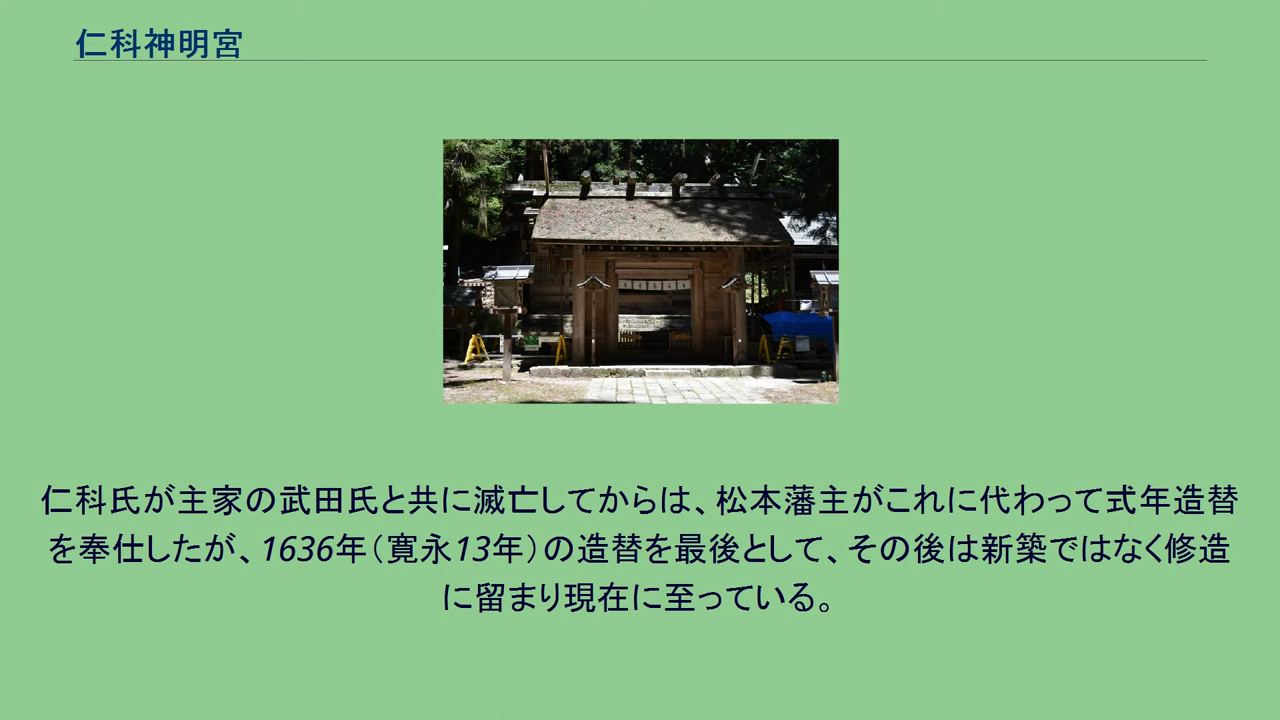 仁科神明宮
仁科氏が主家の武田氏と共に滅亡してからは、松本藩主がこれに代わって式年造替
を奉仕したが、1636年（寛永13年）の造替を最後として、その後は新築ではなく修造
に留まり現在に至っている。